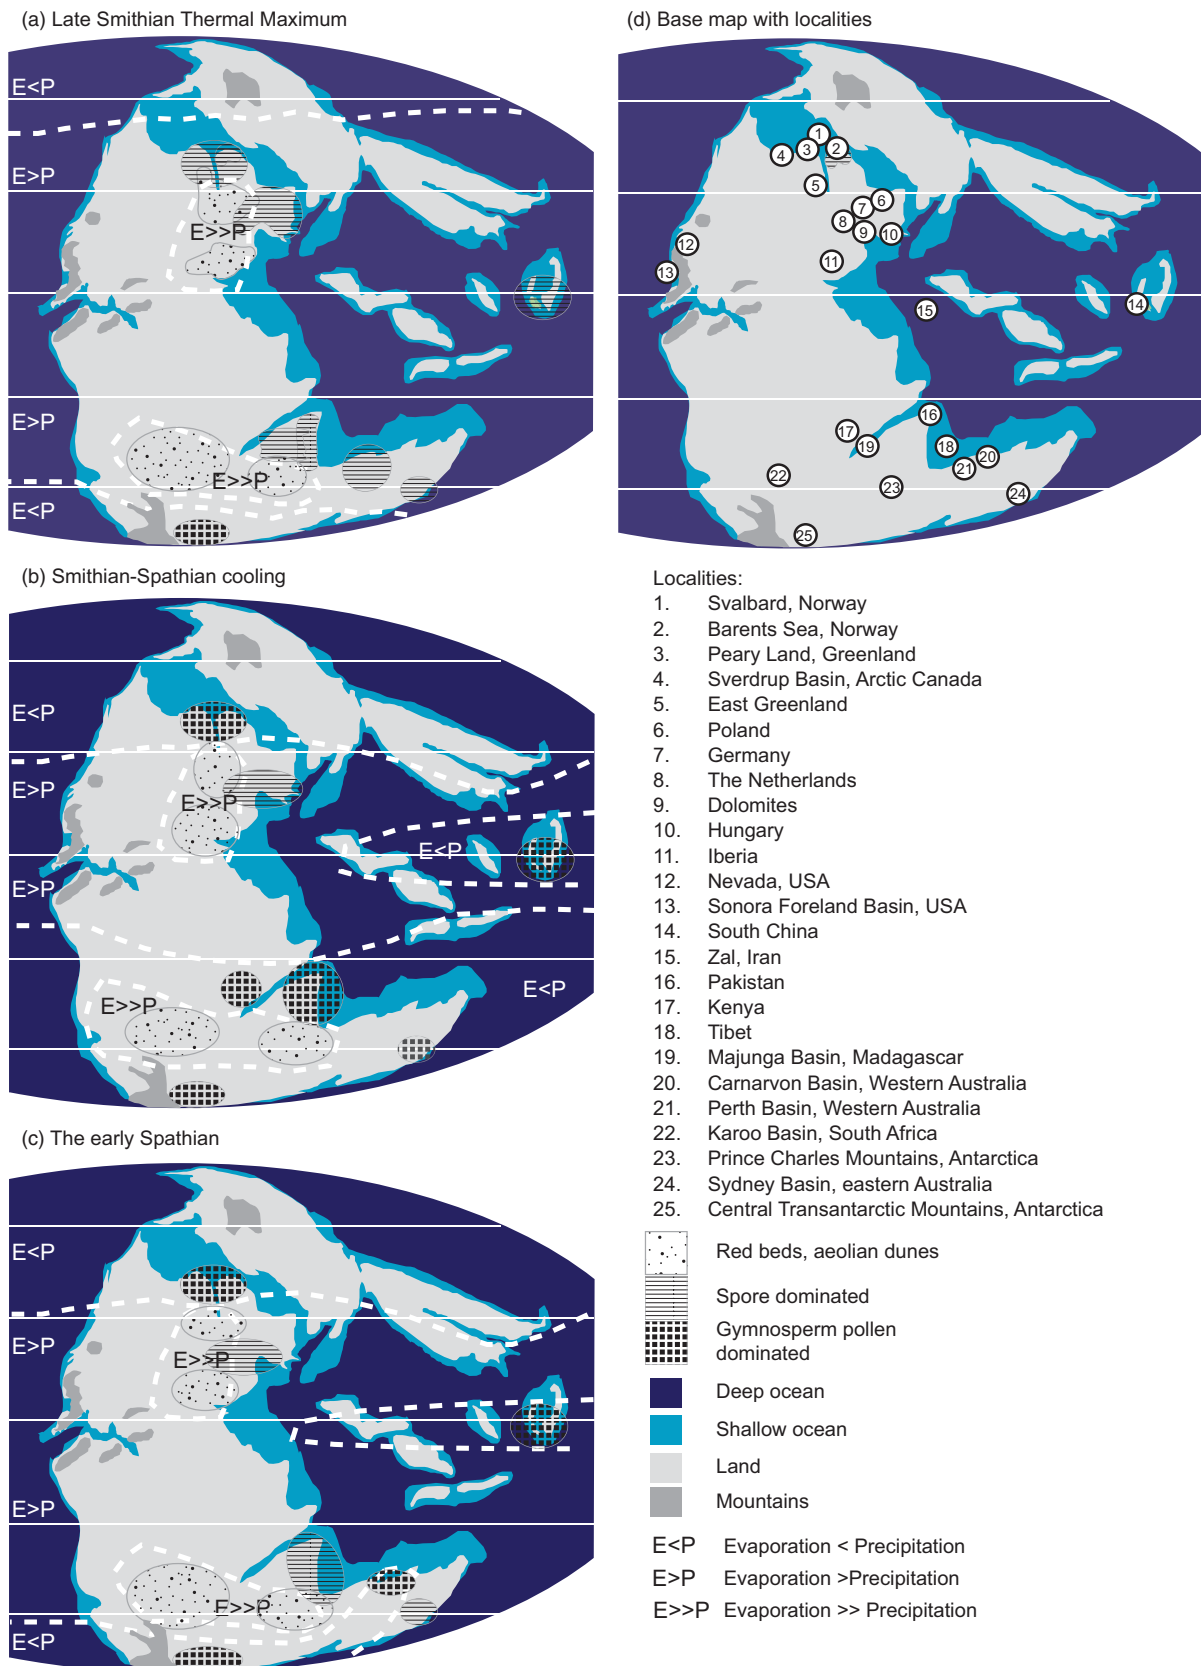 (a) Late Smithian Thermal Maximum
E<P
E>P
E>>P
E>P
E>>P
E<P
(b) Smithian-Spathian cooling
E<P
E>P
E>>P
E<P
E>P
E>>P
E<P
(c) The early Spathian
E<P
E>P
E>>P
E>P
E>>P
E<P
(d) Base map with localities
1
2
3
4
5
6
7
8
9
10
11
12
13
14
15
16
17
18
19
20
21
22
23
24
25
Localities:
1. Svalbard, Norway
2. Barents Sea, Norway
3. Peary Land, Greenland
4. Sverdrup Basin, Arctic Canada
5. East Greenland
6. Poland
7. Germany
8. The Netherlands
9. Dolomites
10. Hungary
11. Iberia
12. Nevada, USA
13. Sonora Foreland Basin, USA
14. South China
15. Zal, Iran
16. Pakistan
17. Kenya
18. Tibet
19. Majunga Basin, Madagascar
20. Carnarvon Basin, Western Australia
21. Perth Basin, Western Australia
22. Karoo Basin, South Africa
23. Prince Charles Mountains, Antarctica
24. Sydney Basin, eastern Australia
25. Central Transantarctic Mountains, Antarctica
Red beds, aeolian dunes
Spore dominated
Gymnosperm pollen
dominated
Deep ocean
Shallow ocean
Land
Mountains
E<P Evaporation < Precipitation
E>P Evaporation >Precipitation
E>>P Evaporation >> Precipitation